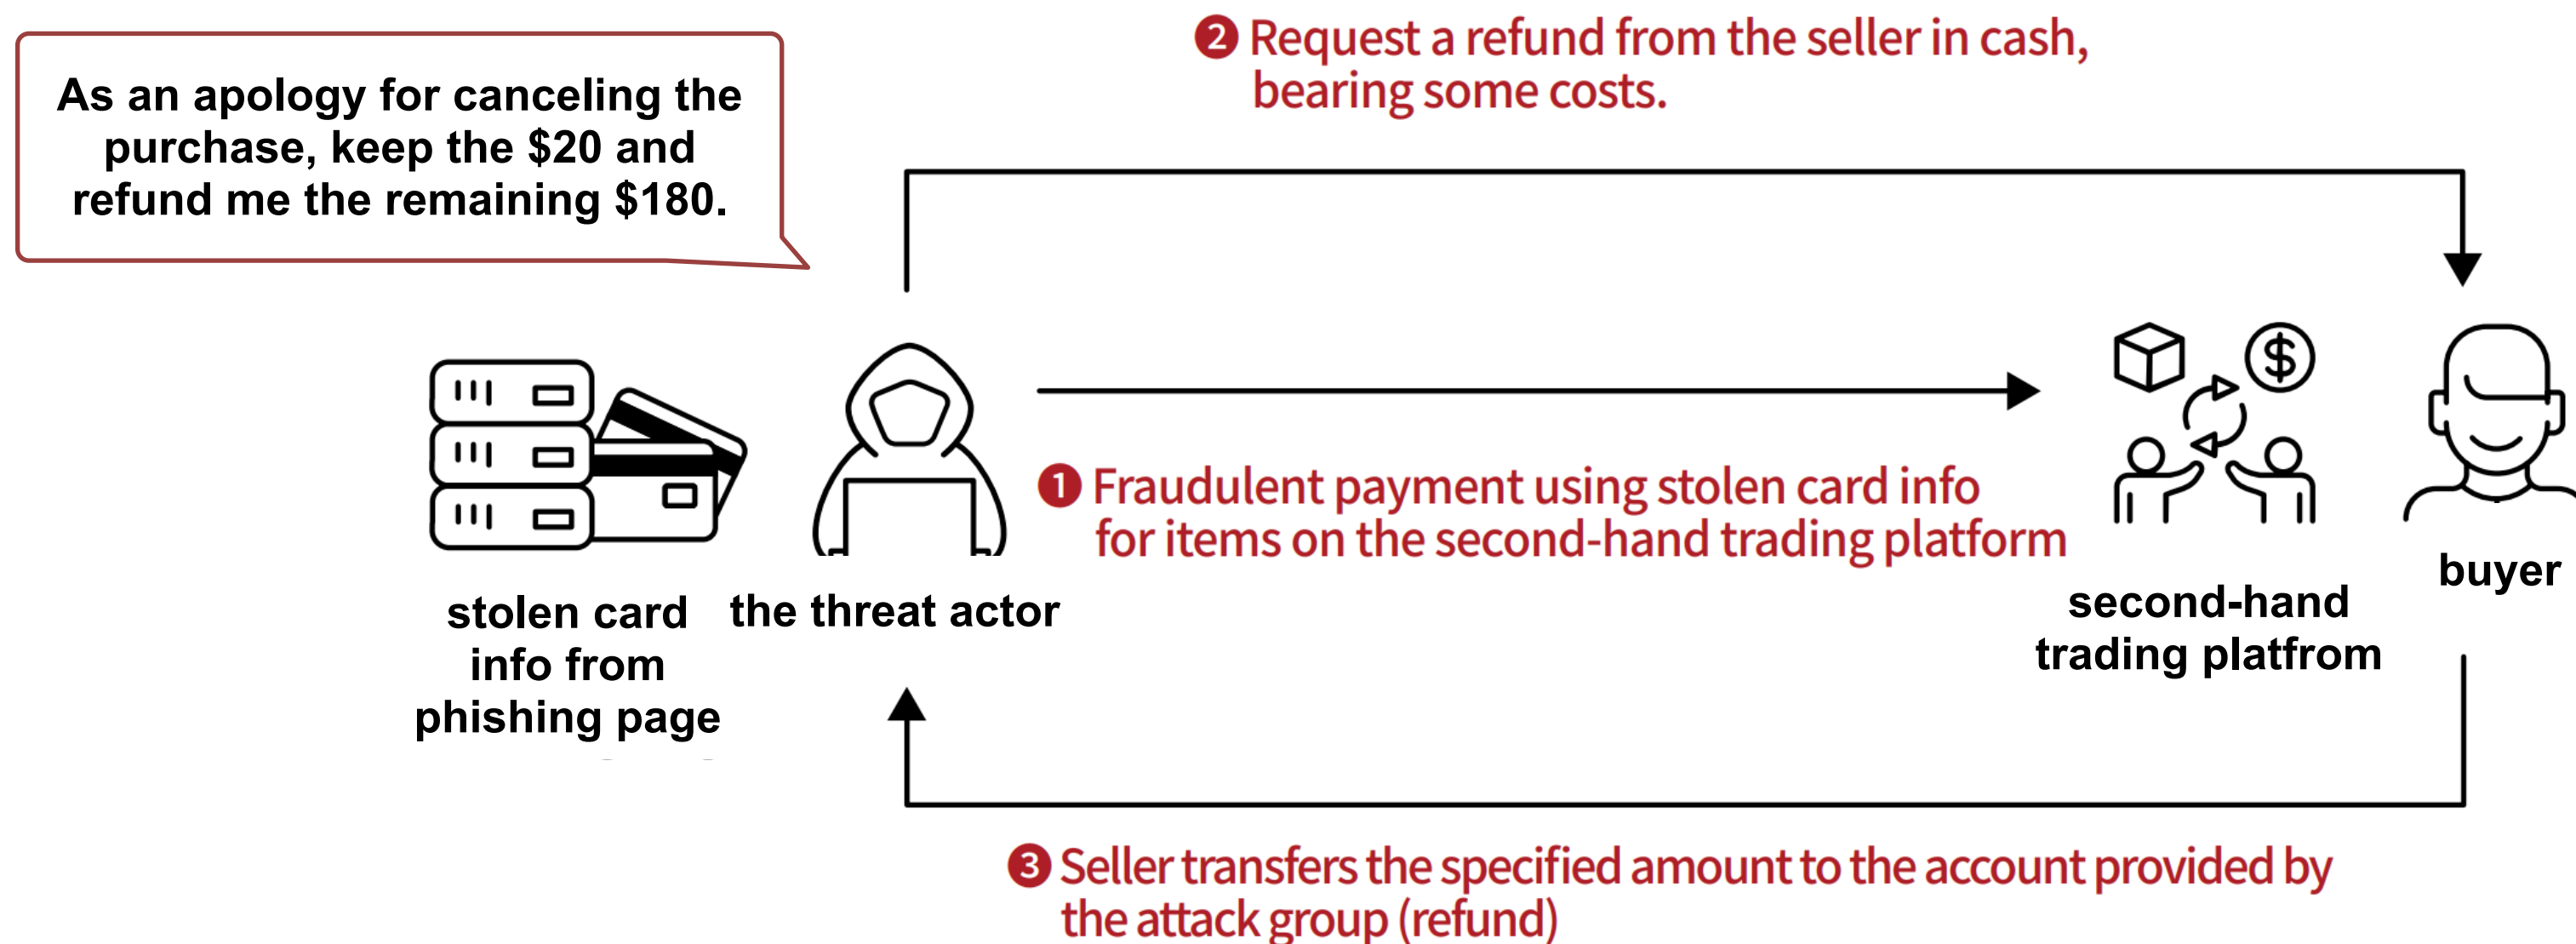 ❷ Request a refund from the seller in cash,
bearing some costs.
As an apology for canceling the
purchase, keep the $20 and
refund me the remaining $180.
❶ Fraudulent payment using stolen card info
for items on the second-hand trading platform
stolen card
info from
phishing page
the threat actor
second-hand
trading platfrom
buyer
❸ Seller transfers the specified amount to the account provided by
the attack group (refund)